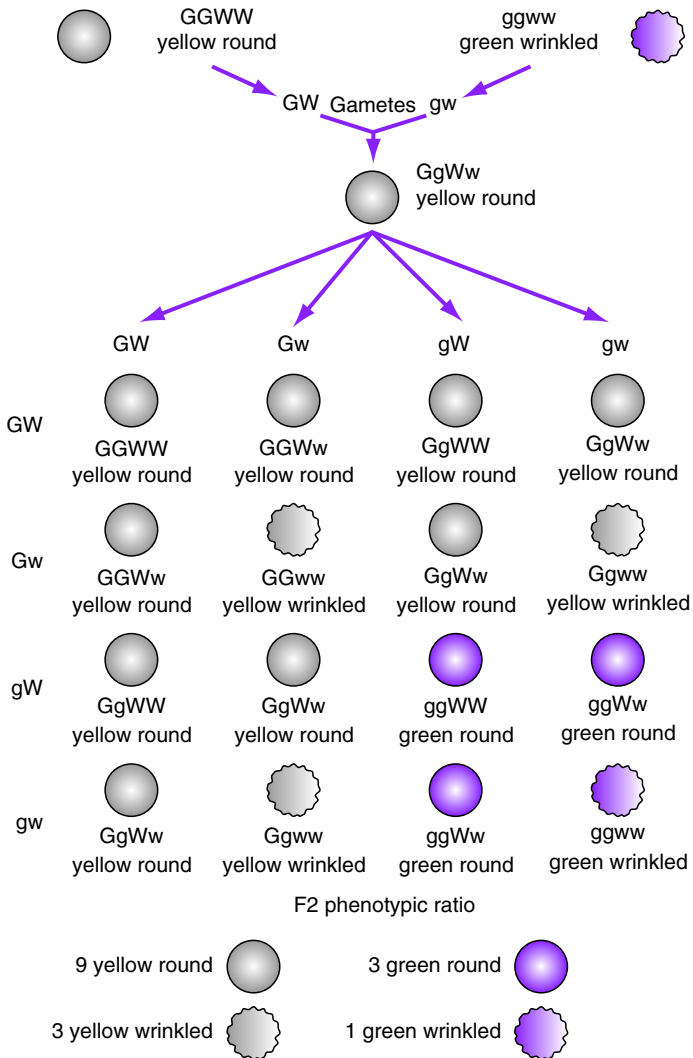 GGWW
yellow round
ggww
green wrinkled
GW Gametes gw
GgWw
yellow round
GW Gw gW gw
GW
GGWW GGWw GgWW GgWw
yellow round yellow round yellow round yellow round
Gw
GGWw GGww GgWw Ggww
yellow round yellow wrinkled yellow round yellow wrinkled
gW
GgWW GgWw ggWW ggWw
yellow round yellow round green round green round
gw
GgWw Ggww ggWw ggww
yellow round yellow wrinkled green round green wrinkled
F2 phenotypic ratio
9 yellow round 3 green round
3 yellow wrinkled 1 green wrinkled